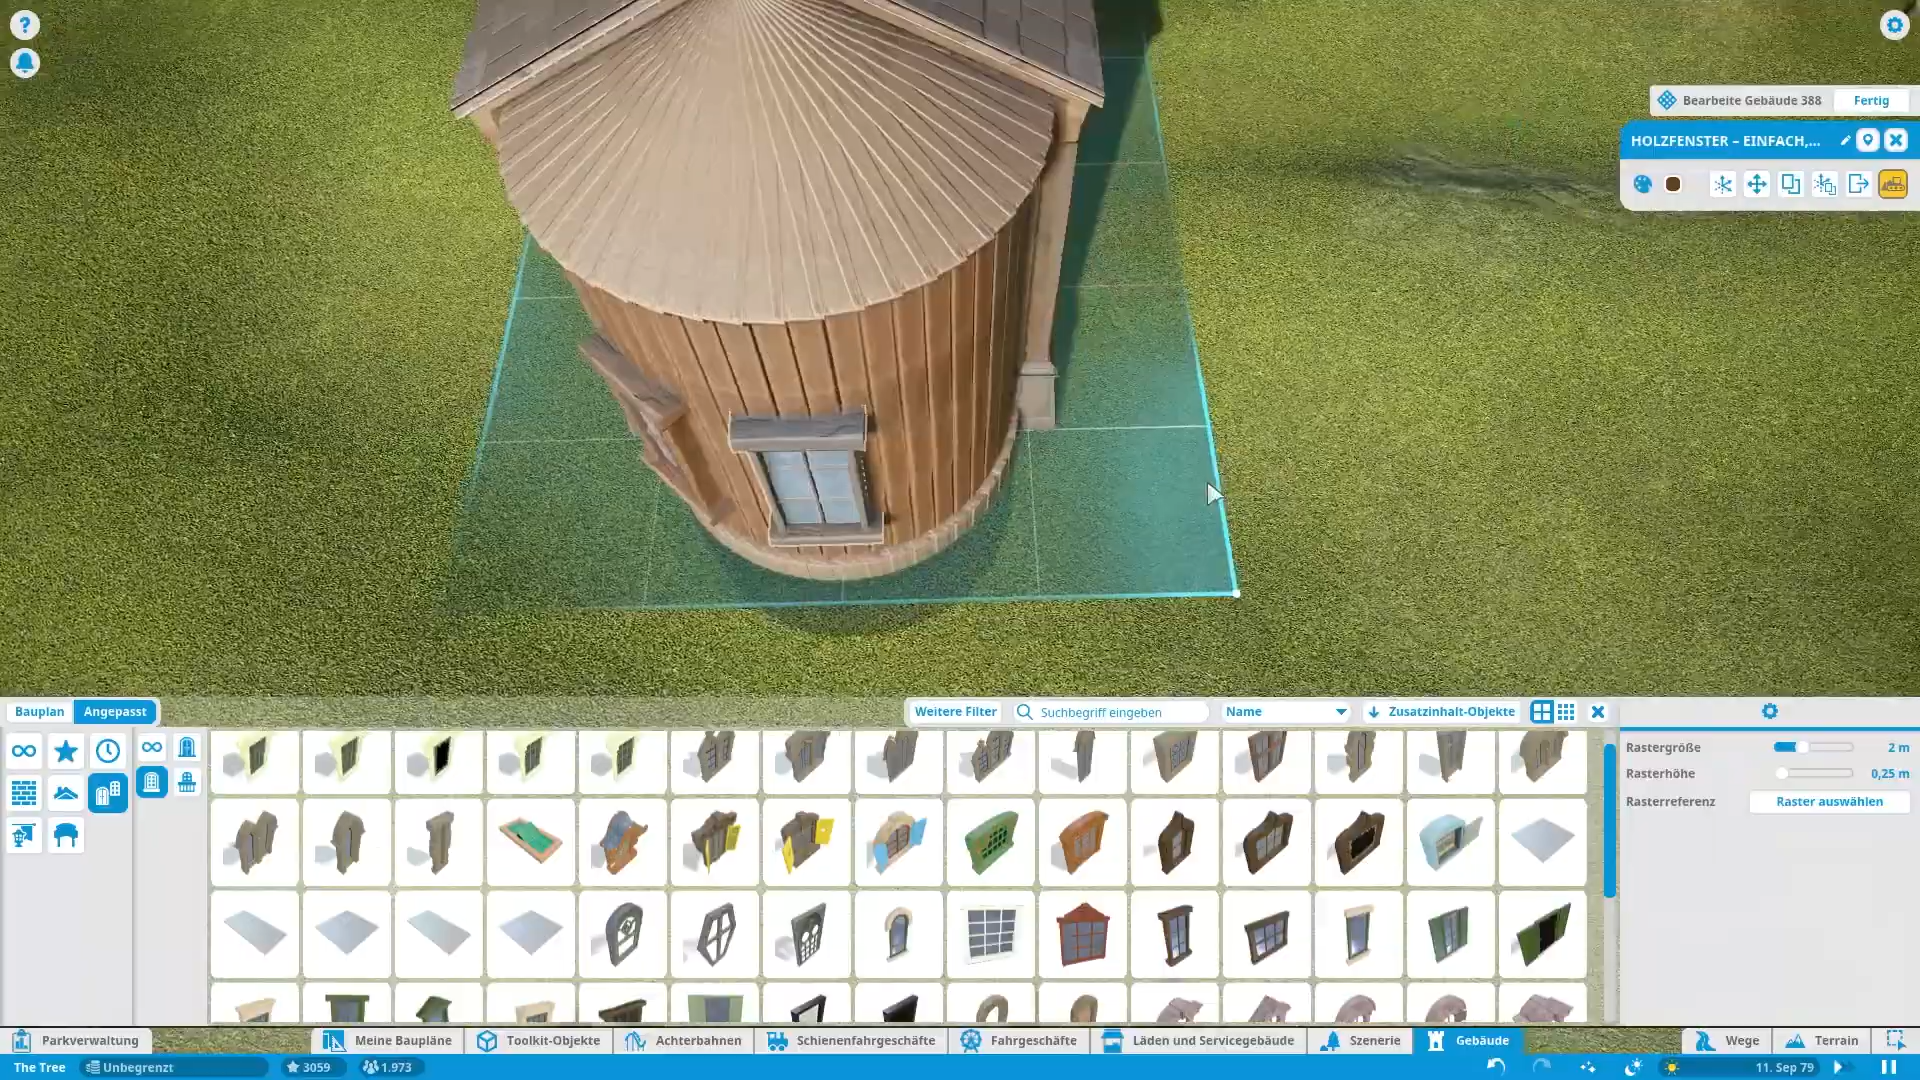 ?
Bearbeite Gebäude 388
Fertig
HOLZFENSTER – EINFACH,...
Bauplan
Angepasst
Weitere Filter
Suchbegriff eingeben
Name
Zusatzinhalt-Objekte
Rastergröße
2 m
Rasterhöhe
0,25 m
Rasterreferenz
Raster auswählen
Parkverwaltung
Meine Baupläne
Toolkit-Objekte
Achterbahnen
Schienenfahrgeschäfte
Fahrgeschäfte
Läden und Servicegebäude
Szenerie
Gebäude
Wege
Terrain
The Tree
Unbegrenzt
3059
1.973
11. Sep 79